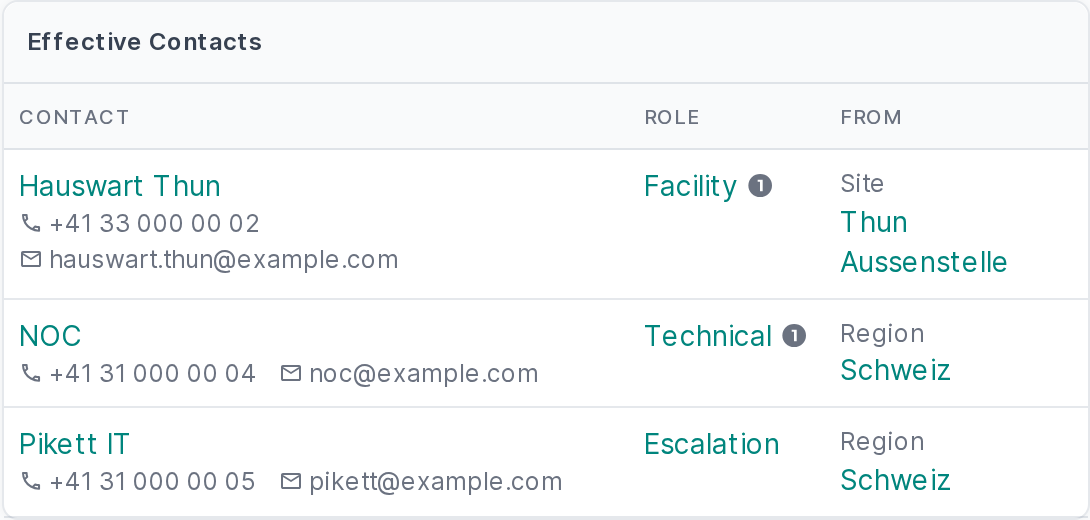 Effective Contacts
CONTACT ROLE FROM
Hauswart Thun Facility 1 Site
+41 33 000 00 02 Thun
hauswart.thun@example.com Aussenstelle
NOC Technical 1 Region
+41 31 000 00 04 noc@example.com Schweiz
Pikett IT Escalation Region
+41 31 000 00 05 pikett@example.com Schweiz